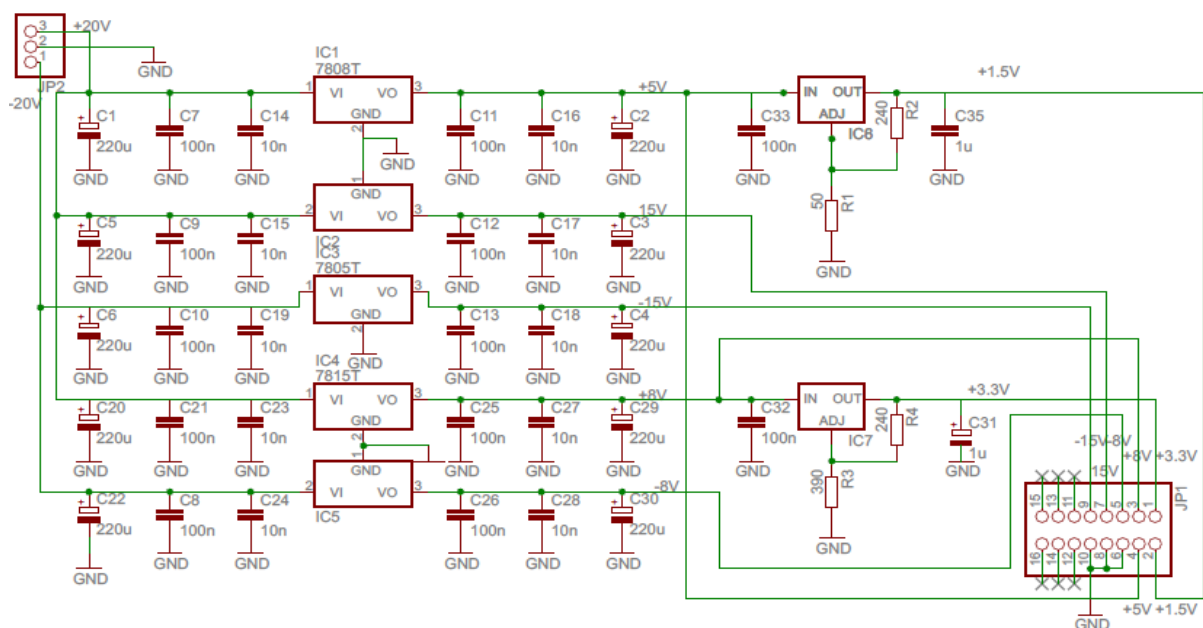 3
+20V
2
1
GND
JP2
-20V
IC1
7808T
1
VI
VO
3
GND
2
+5V
+1.5V
C1
220u
GND
C7
100n
GND
C14
10n
GND
GND
C11
100n
GND
C16
10n
GND
C2
220u
GND
C33
100n
GND
IN
OUT
ADJ
IC6
240
R2
C35
1u
GND
50
R1
GND
1
GND
2
VI
VO
3
IC2
15V
C5
220u
GND
C9
100n
GND
C15
10n
GND
C12
100n
GND
C17
10n
GND
C3
220u
GND
IC3
7805T
1
VI
VO
3
GND
2
GND
-15V
C6
220u
GND
C10
100n
GND
C19
10n
GND
C13
100n
GND
C18
10n
GND
C4
220u
GND
IC4
7815T
1
VI
VO
3
GND
2
+8V
C20
220u
GND
C21
100n
GND
C23
10n
GND
C25
100n
GND
C27
10n
GND
C29
220u
GND
C32
100n
GND
IN
OUT
ADJ
IC7
240
R4
+3.3V
C31
1u
GND
390
R3
GND
1
GND
GND
2
VI
VO
3
IC5
-8V
C22
220u
GND
C8
100n
GND
C24
10n
GND
C26
100n
GND
C28
10n
GND
C30
220u
GND
-15V
-8V
15V
+8V
+3.3V
JP1
15
13
11
9
7
5
3
1
16
14
12
10
8
6
4
2
GND
+5V
+1.5V